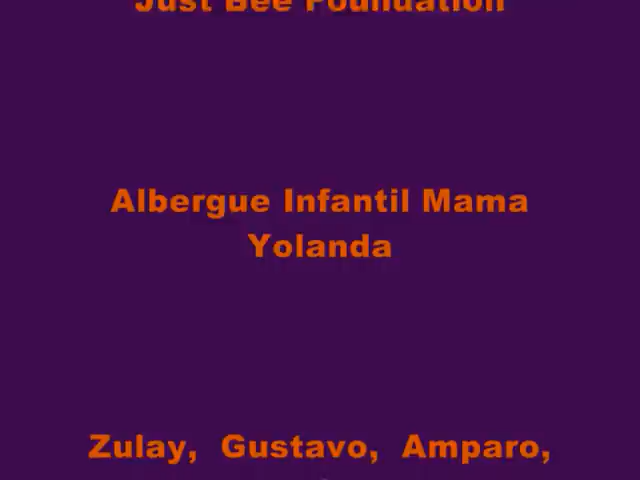 Just Bee Foundation
Albergue Infantil Mama
Yolanda
Zulay, Gustavo, Amparo,